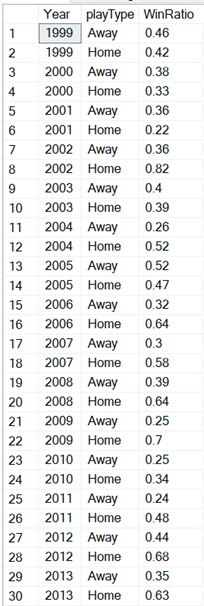 Year playType WinRatio
1 1999 Away 0.46
2 1999 Home 0.42
3 2000 Away 0.38
4 2000 Home 0.33
5 2001 Away 0.36
6 2001 Home 0.22
7 2002 Away 0.36
8 2002 Home 0.82
9 2003 Away 0.4
10 2003 Home 0.39
11 2004 Away 0.26
12 2004 Home 0.52
13 2005 Away 0.52
14 2005 Home 0.47
15 2006 Away 0.32
16 2006 Home 0.64
17 2007 Away 0.3
18 2007 Home 0.58
19 2008 Away 0.39
20 2008 Home 0.64
21 2009 Away 0.25
22 2009 Home 0.7
23 2010 Away 0.25
24 2010 Home 0.34
25 2011 Away 0.24
26 2011 Home 0.48
27 2012 Away 0.44
28 2012 Home 0.68
29 2013 Away 0.35
30 2013 Home 0.63